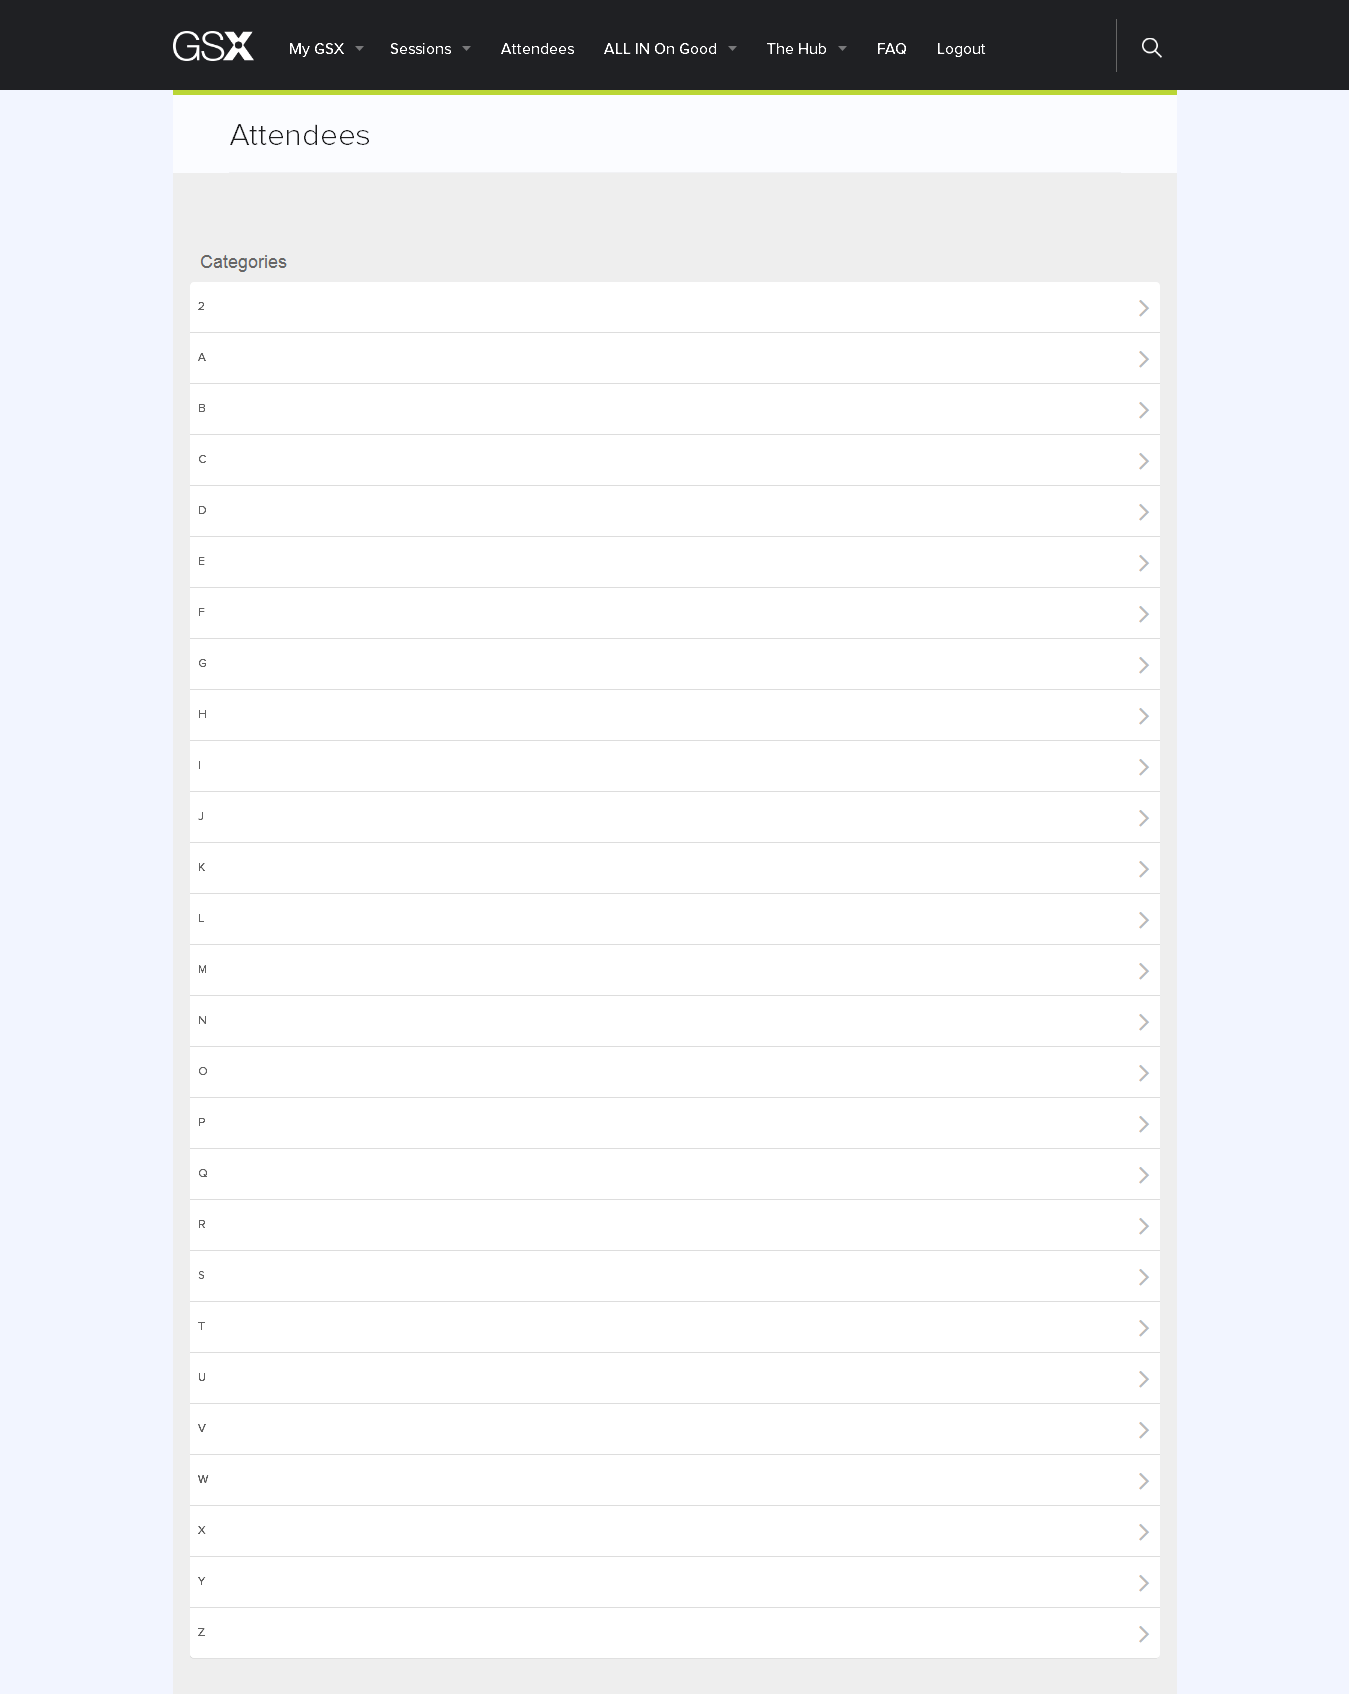 GSX My GSX Sessions Attendees ALL IN On Good The Hub FAQ Logout
Attendees
Categories
2
A
B
C
D
E
F
G
H
I
J
K
L
M
N
O
P
Q
R
S
T
U
V
W
X
Y
Z